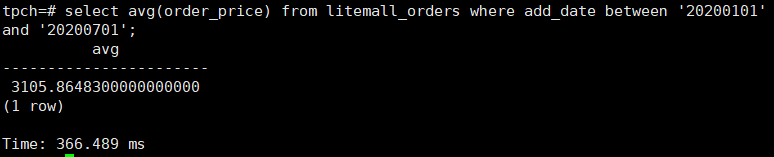 tpch=# select avg(order_price) from litemall_orders where add_date between '20200101'
and '20200701';
avg
-----------------------
3105.8648300000000000
(1 row)
Time: 366.489 ms